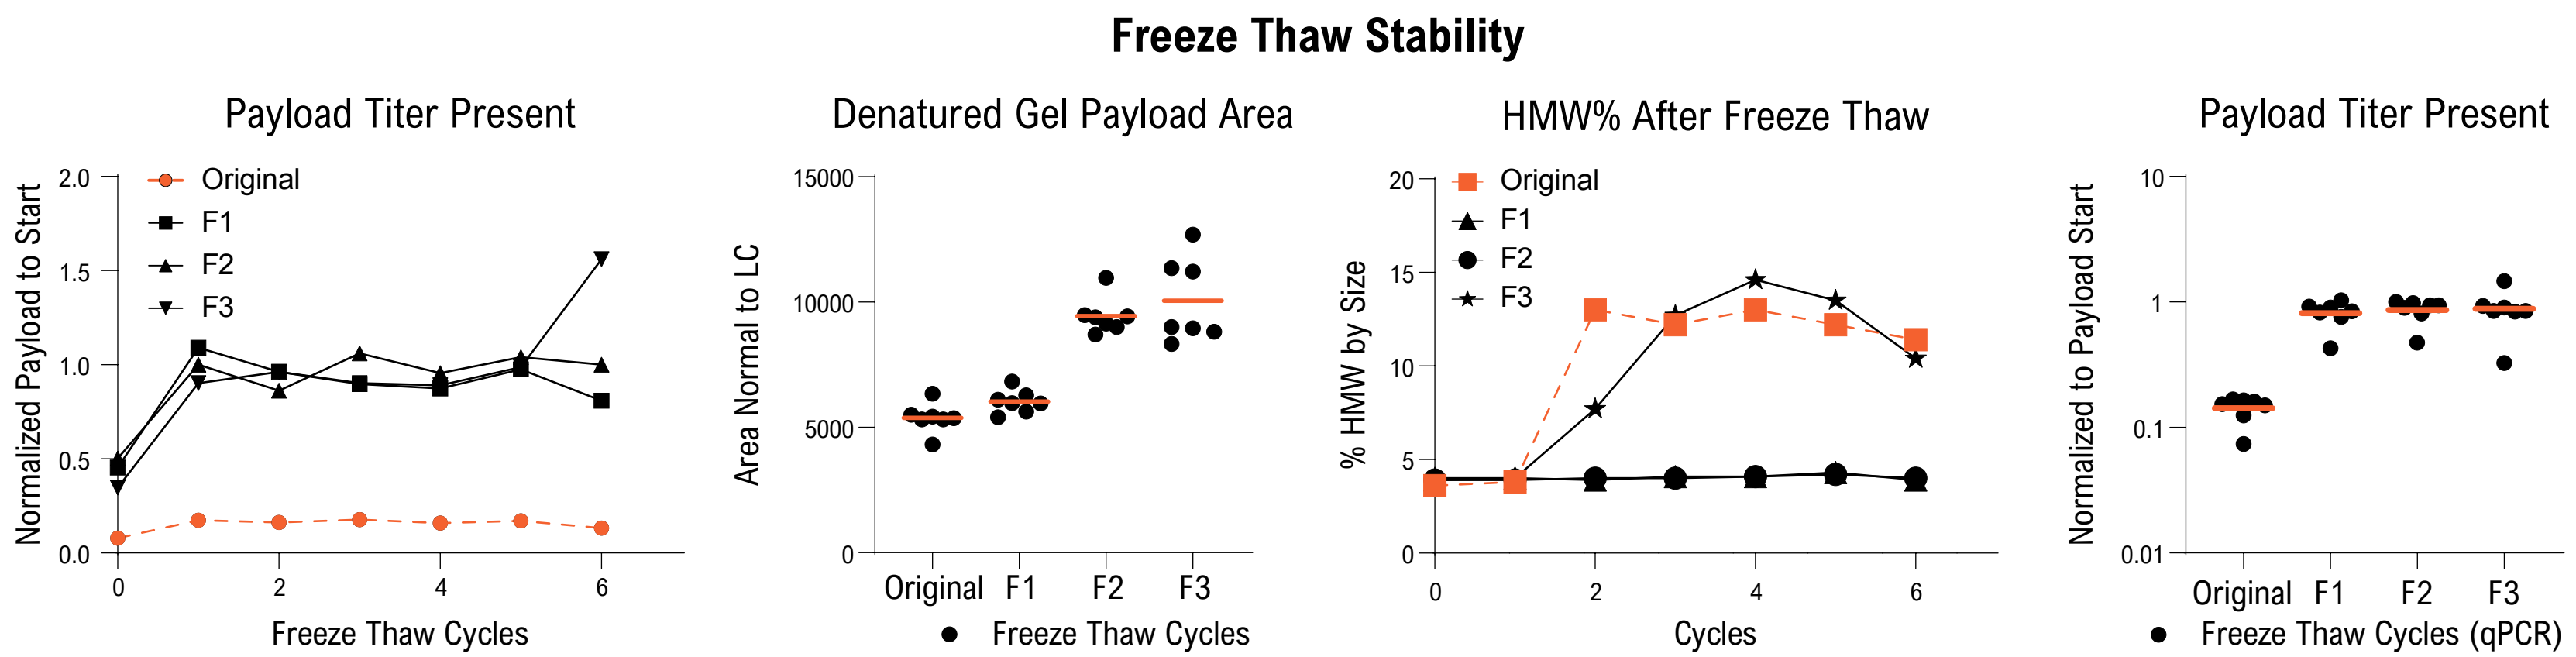 Freeze Thaw Stability
Payload Titer Present
Normalized Payload to Start
2.0
1.5
1.0
0.5
0.0
Original
F1
F2
F3
0 2 4 6
Freeze Thaw Cycles
Denatured Gel Payload Area
Area Normal to LC
15000
10000
5000
0
Original F1 F2 F3
Freeze Thaw Cycles
HMW% After Freeze Thaw
% HMW by Size
20
15
10
5
0
Original
F1
F2
F3
0 2 4 6
Cycles
Payload Titer Present
Normalized to Payload Start
10
1
0.1
0.01
Original F1 F2 F3
Freeze Thaw Cycles (qPCR)